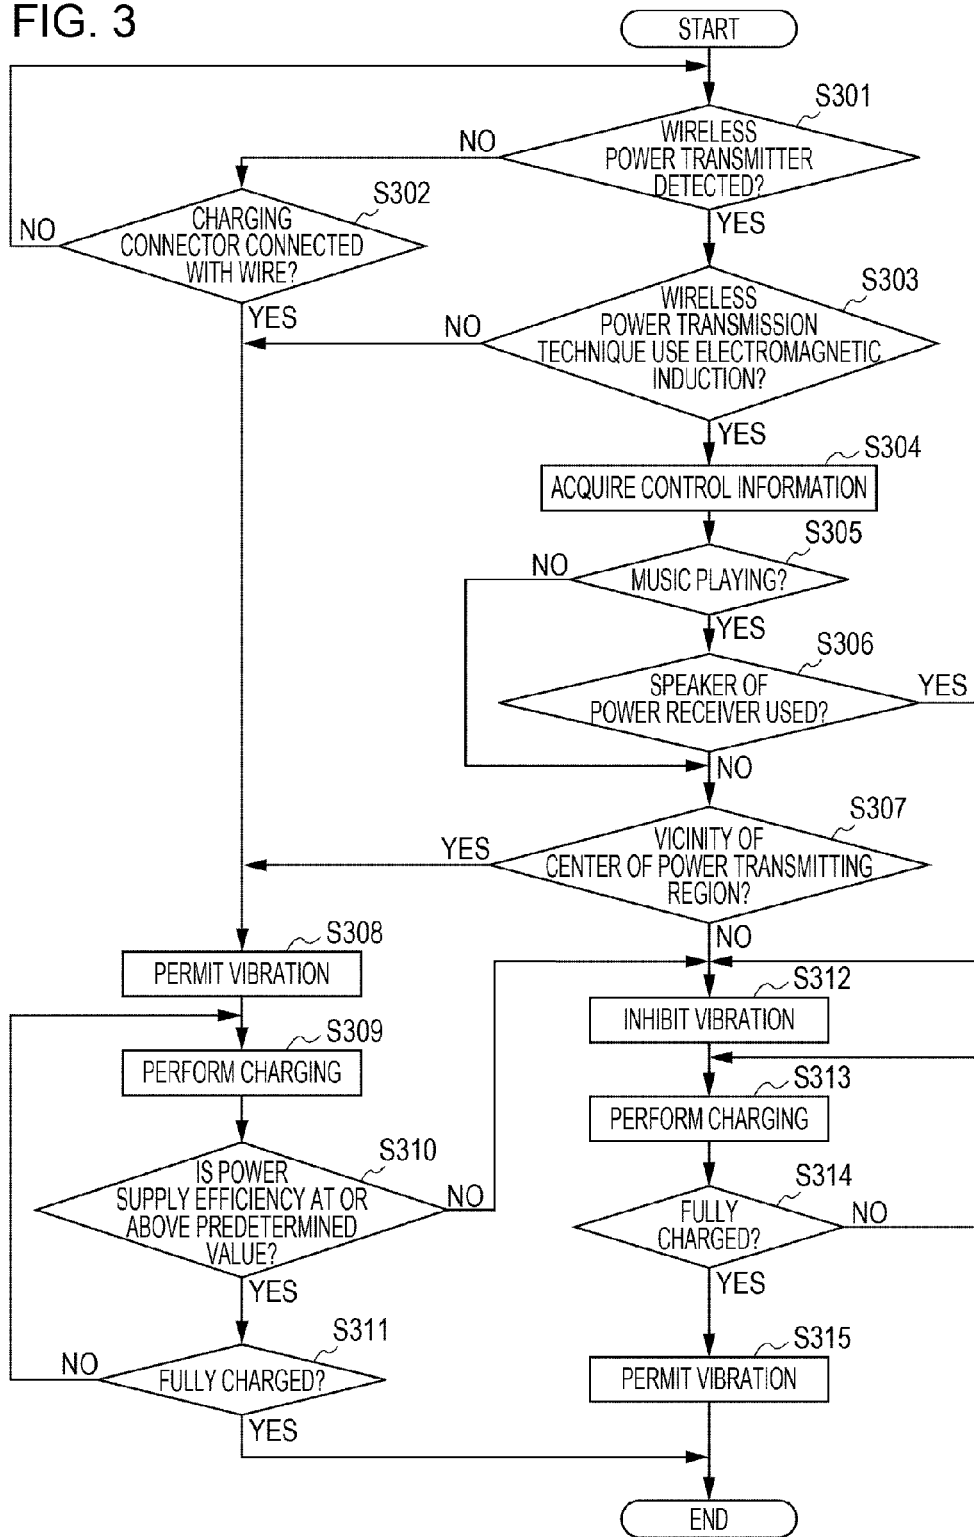 FIG. 3
START
S301
WIRELESS
POWER TRANSMITTER
DETECTED?
NO
YES
S302
CHARGING
CONNECTOR CONNECTED
WITH WIRE?
NO
YES
S303
WIRELESS
POWER TRANSMISSION
TECHNIQUE USE ELECTROMAGNETIC
INDUCTION?
NO
YES
S304
ACQUIRE CONTROL INFORMATION
S305
MUSIC PLAYING?
NO
YES
S306
SPEAKER OF
POWER RECEIVER USED?
YES
NO
S307
VICINITY OF
CENTER OF POWER TRANSMITTING
REGION?
YES
NO
S308
PERMIT VIBRATION
S309
PERFORM CHARGING
S310
IS POWER
SUPPLY EFFICIENCY AT OR
ABOVE PREDETERMINED
VALUE?
NO
YES
S311
FULLY CHARGED?
NO
YES
S312
INHIBIT VIBRATION
S313
PERFORM CHARGING
S314
FULLY
CHARGED?
NO
YES
S315
PERMIT VIBRATION
END